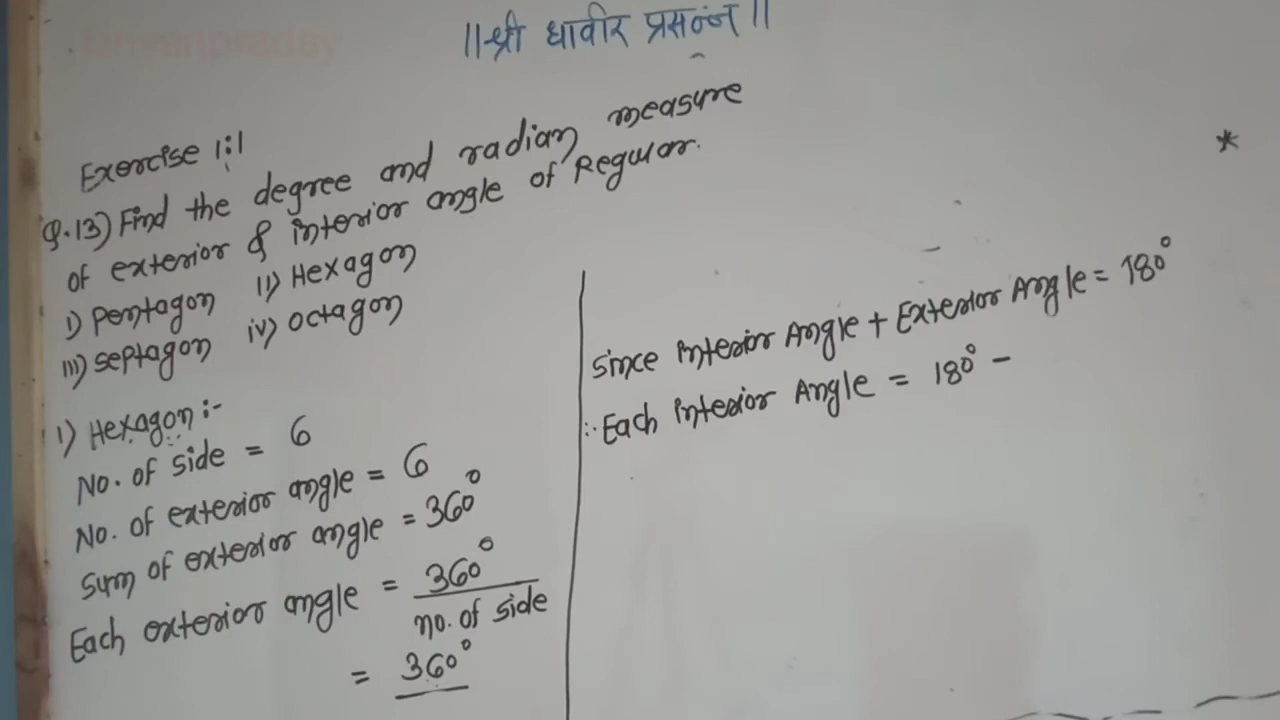 ॥श्री धावीर प्रसन्न॥
Exercise 1:1
Q.13) Find the degree and radian measure
of exterior & interior angle of Regular.
i) Pentagon ii) Hexagon
iii) septagon iv) octagon
i) Hexagon:-
No. of side = 6
No. of exterior angle = 6
Sum of exterior angle = 360°
Each exterior angle = 360°
no. of side
= 360°
*
Since interior Angle + Exterior Angle = 180°
∴ Each interior Angle = 180° -